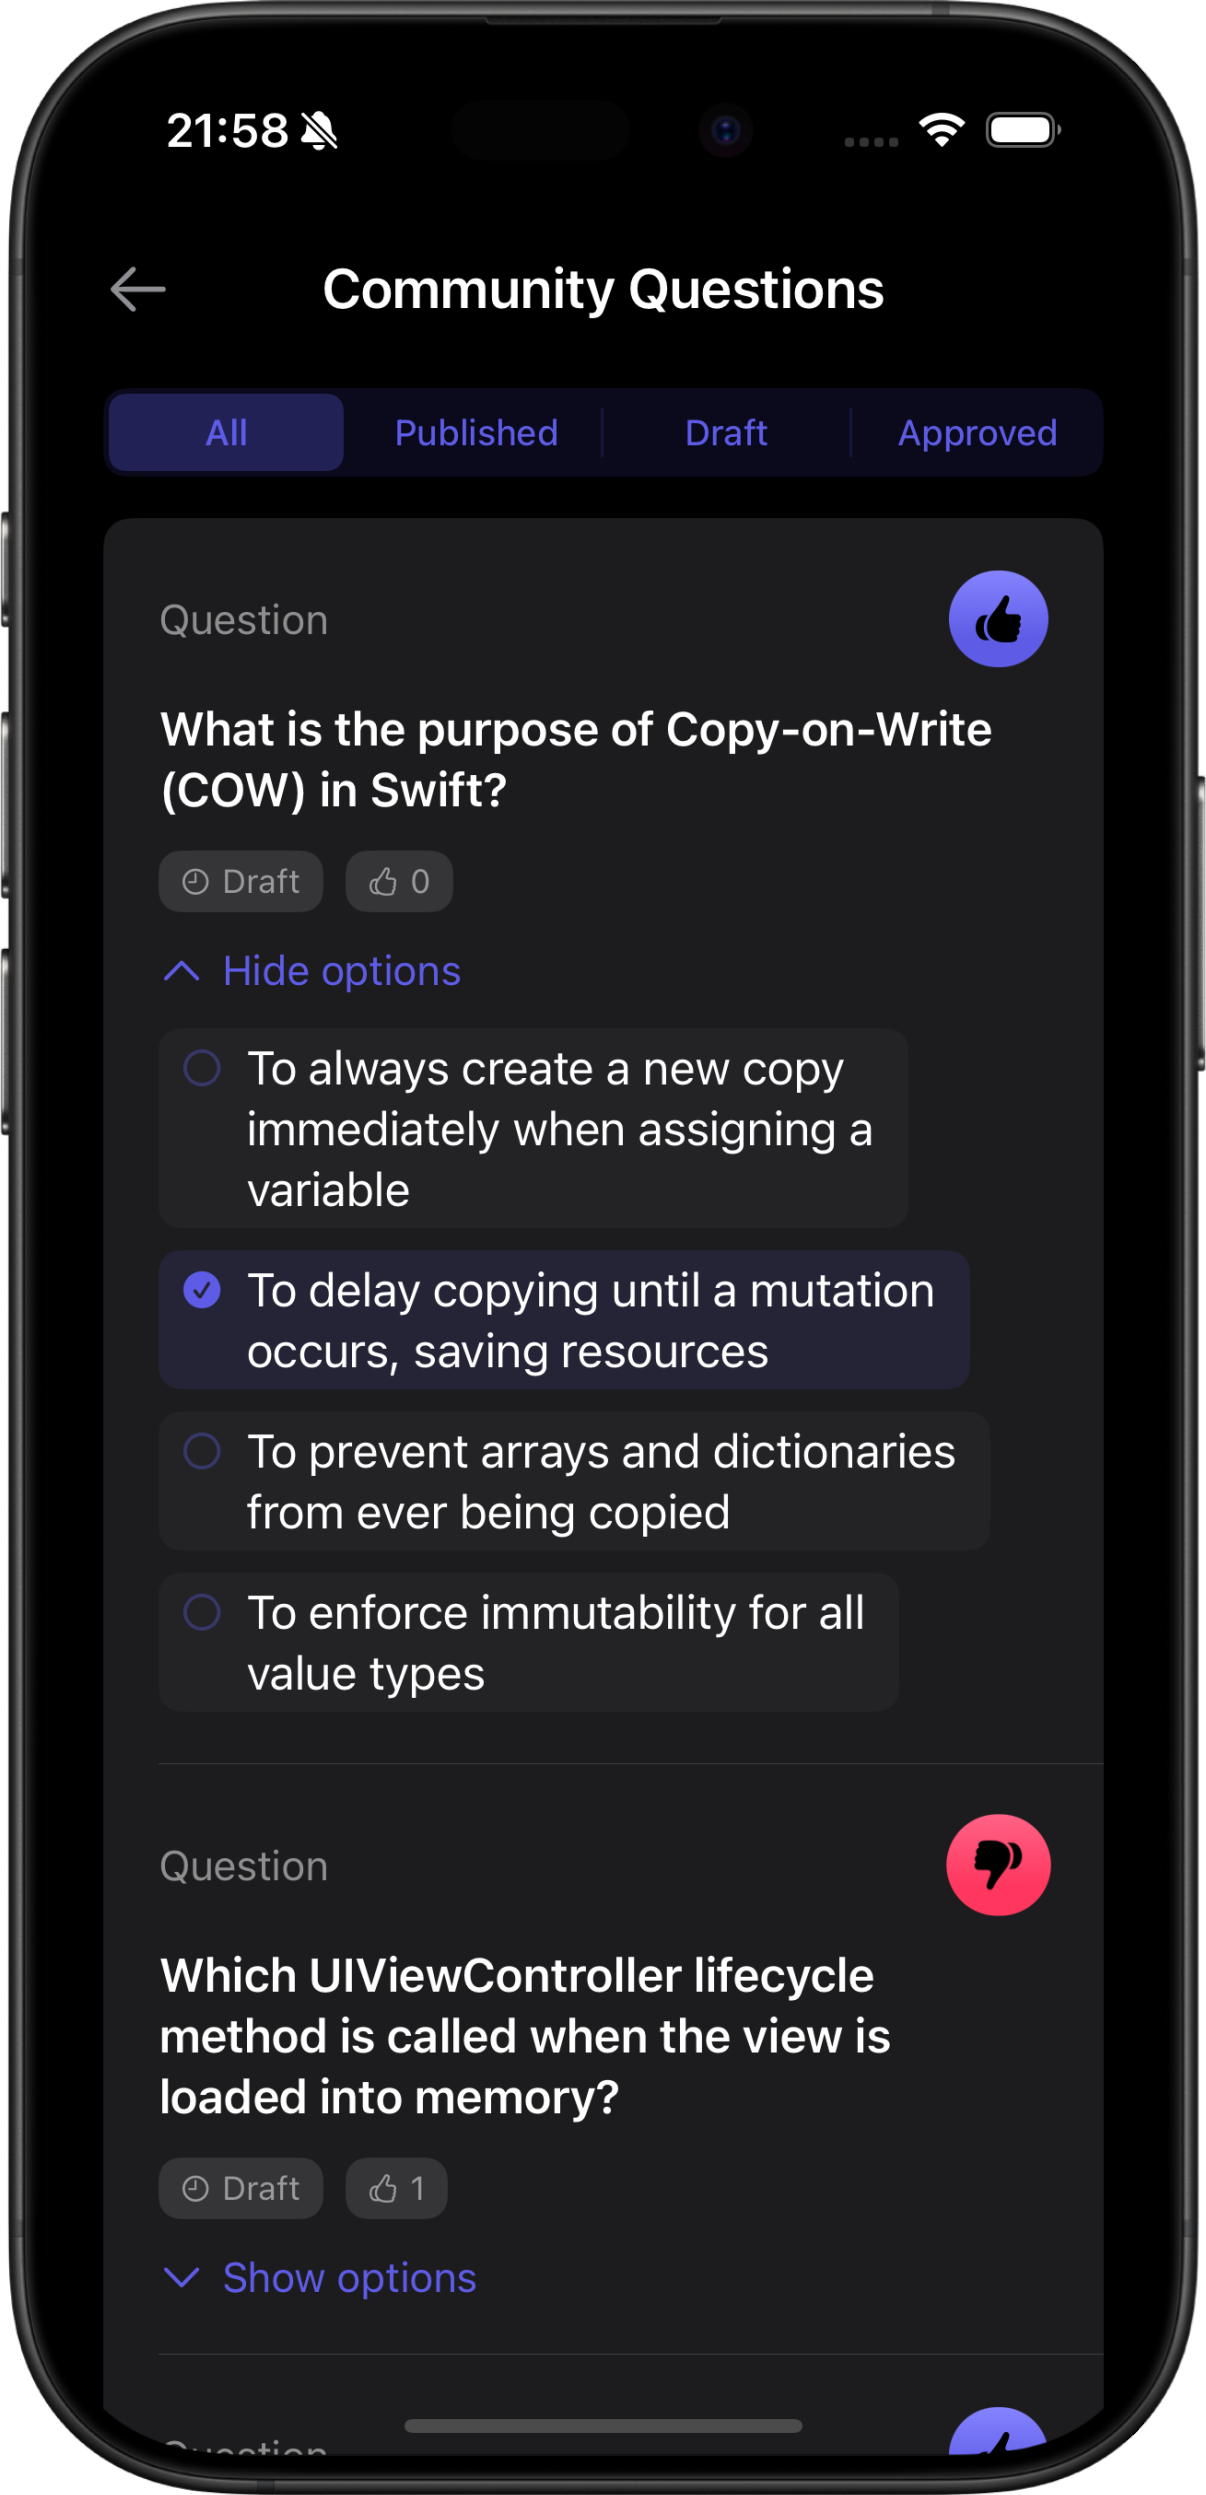 21:58
Community Questions
All Published Draft Approved
Question
What is the purpose of Copy-on-Write
(COW) in Swift?
Draft 0
Hide options
To always create a new copy
immediately when assigning a
variable
To delay copying until a mutation
occurs, saving resources
To prevent arrays and dictionaries
from ever being copied
To enforce immutability for all
value types
Question
Which UIViewController lifecycle
method is called when the view is
loaded into memory?
Draft 1
Show options
Question